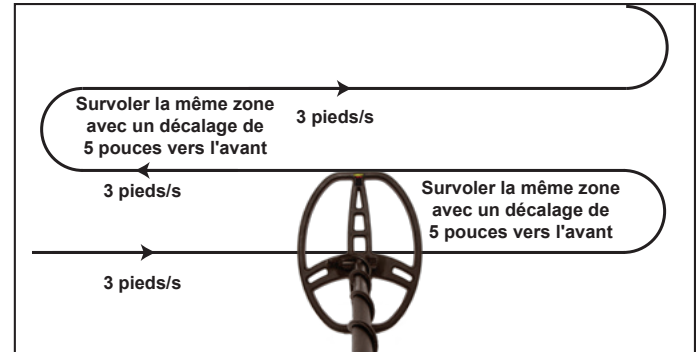 Survoler la même zone
avec un décalage de
5 pouces vers l'avant
3 pieds/s
3 pieds/s
Survoler la même zone
avec un décalage de
5 pouces vers l'avant
3 pieds/s